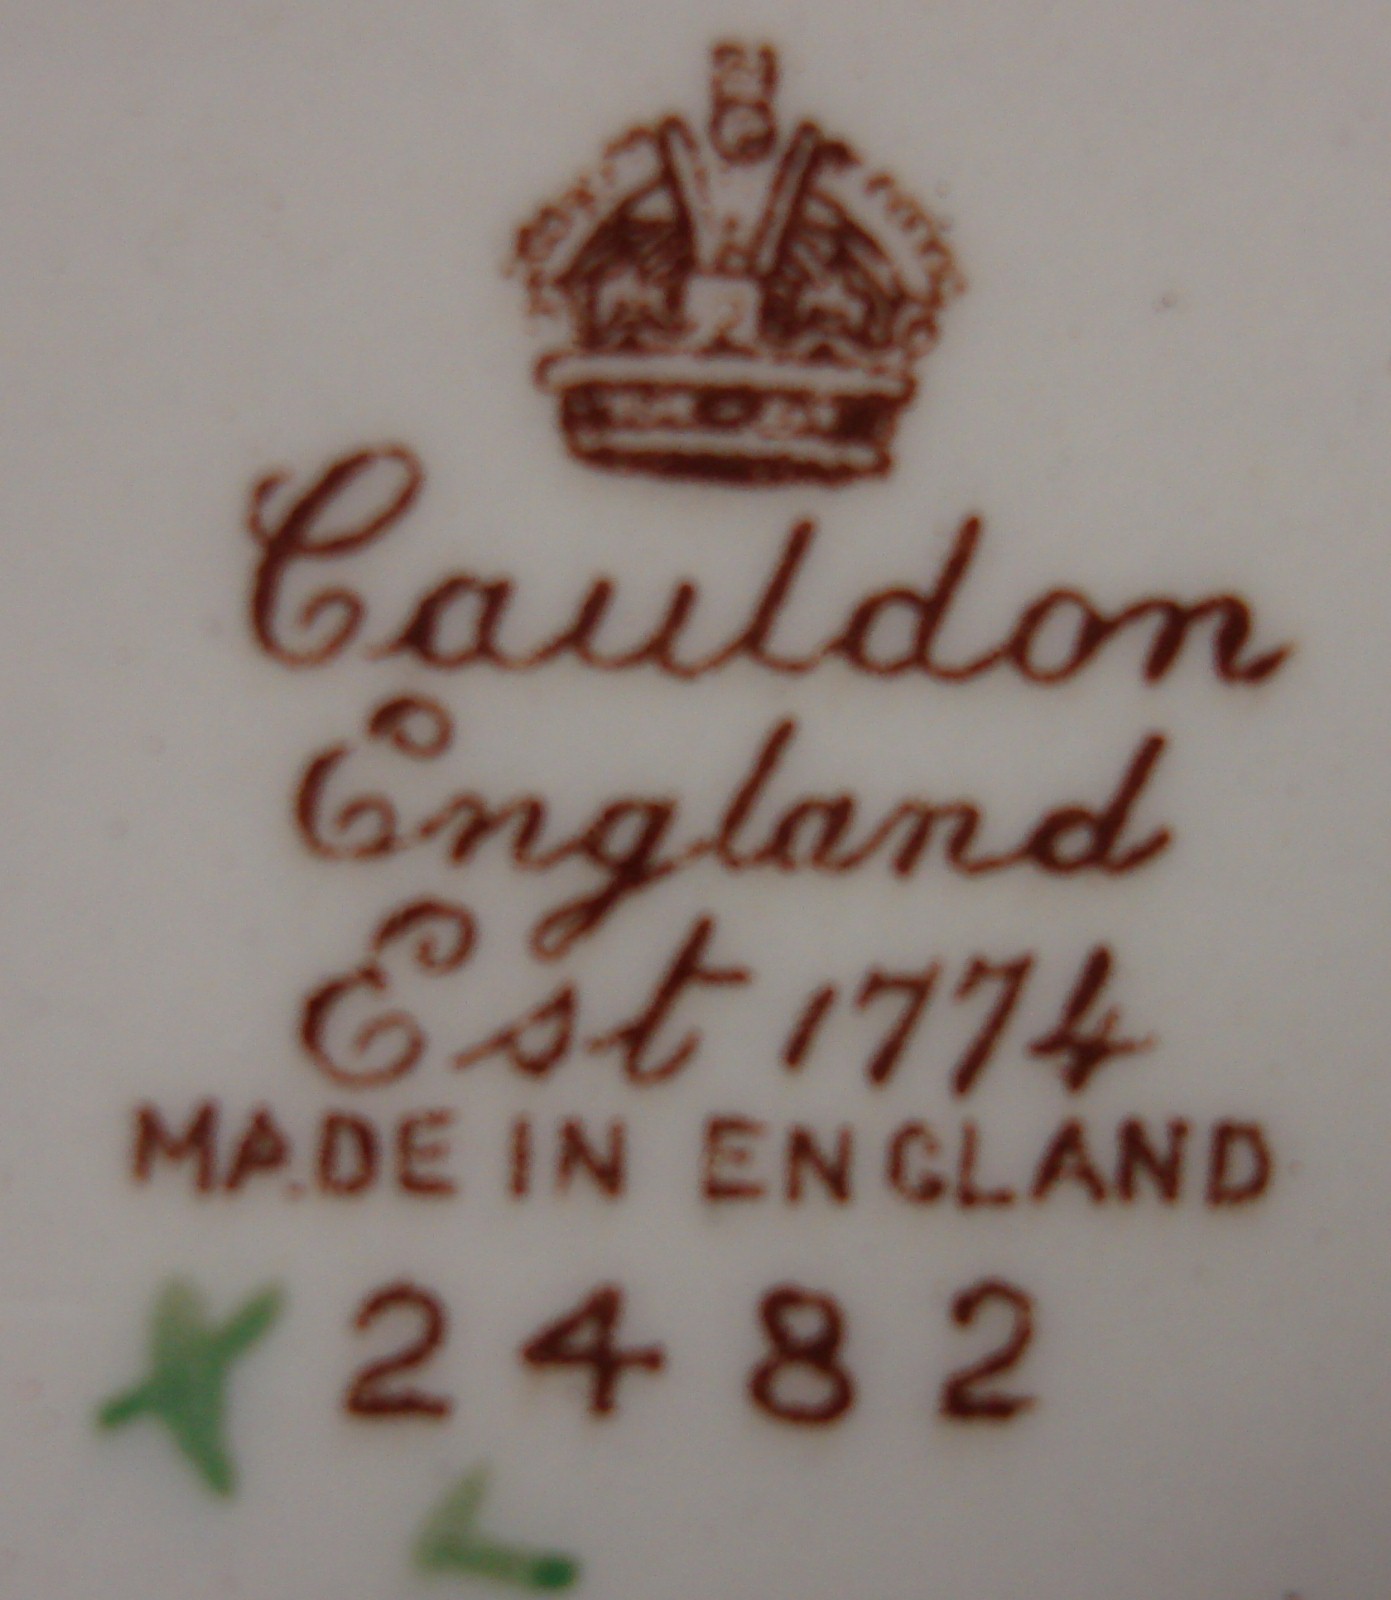 Cauldon
England
Est 1774
MADE IN ENGLAND
X 2482
L